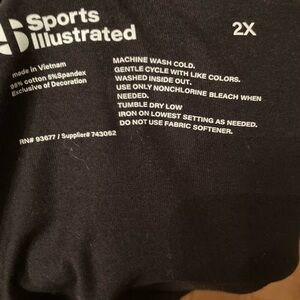 Sports
Illustrated
2X
made in Vietnam
cotton 5%Spandex
Exclusive of Decoration
MACHINE WASH COLD.
GENTLE CYCLE WITH LIKE COLORS.
WASHED INSIDE OUT.
USE ONLY NONCHLORINE BLEACH WHEN
NEEDED.
TUMBLE DRY LOW
IRON ON LOWEST SETTING AS NEEDED.
DO NOT USE FABRIC SOFTENER.
RN# 93677 / Supplier# 743062